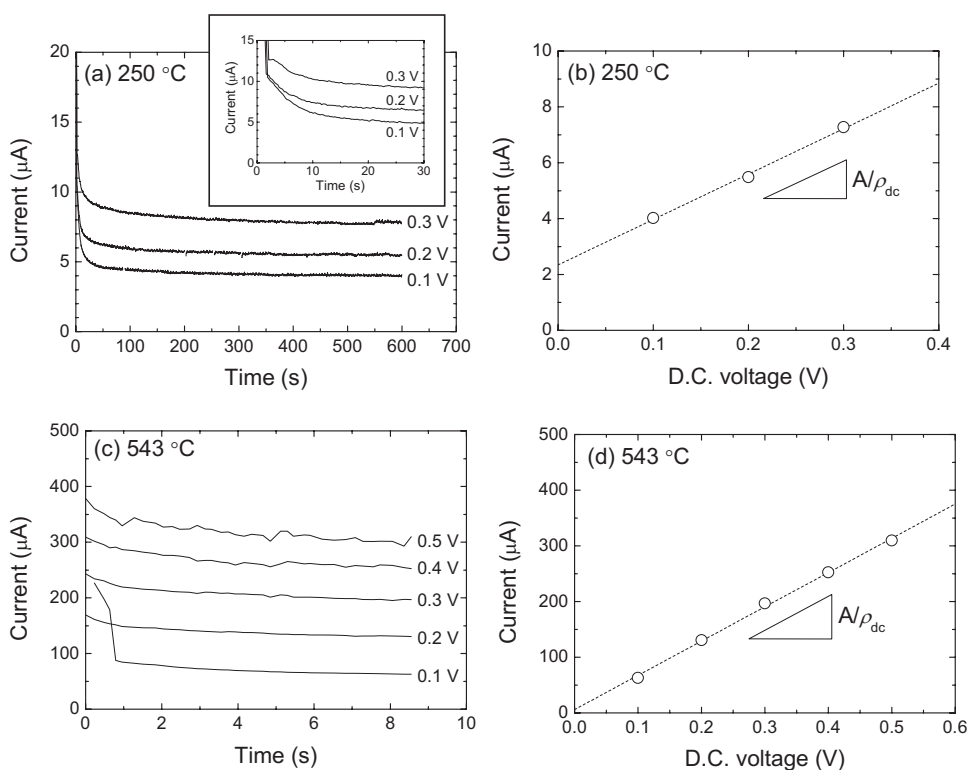 (a) 250 °C
Current (μA)
20
15
10
5
0
0 100 200 300 400 500 600 700
Time (s)
0.3 V
0.2 V
0.1 V
Current (μA)
15
10
5
0
0 10 20 30
Time (s)
0.3 V
0.2 V
0.1 V
(b) 250 °C
Current (μA)
10
8
6
4
2
0
0.0 0.1 0.2 0.3 0.4
D.C. voltage (V)
A/ρdc
(c) 543 °C
Current (μA)
500
400
300
200
100
0
0 2 4 6 8 10
Time (s)
0.5 V
0.4 V
0.3 V
0.2 V
0.1 V
(d) 543 °C
Current (μA)
500
400
300
200
100
0
0.0 0.1 0.2 0.3 0.4 0.5 0.6
D.C. voltage (V)
A/ρdc